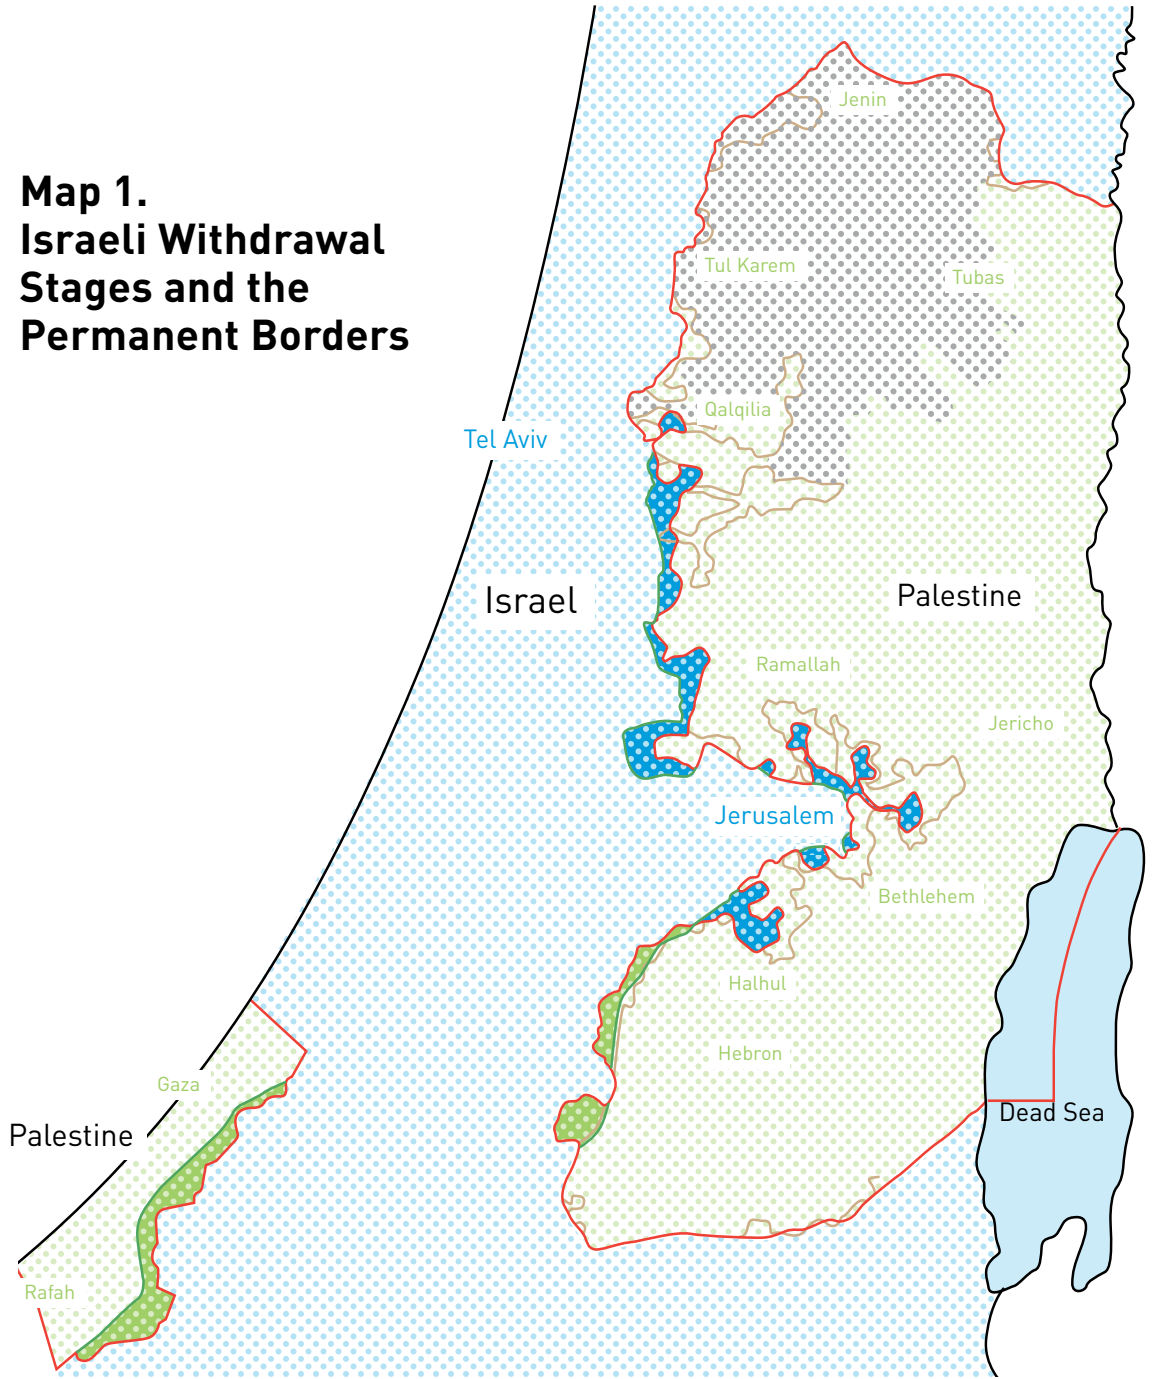 Map 1.
Israeli Withdrawal
Stages and the
Permanent Borders
Jenin
Tul Karem
Tubas
Qalqilia
Tel Aviv
Israel
Palestine
Ramallah
Jericho
Jerusalem
Bethlehem
Halhul
Hebron
Gaza
Dead Sea
Palestine
Rafah